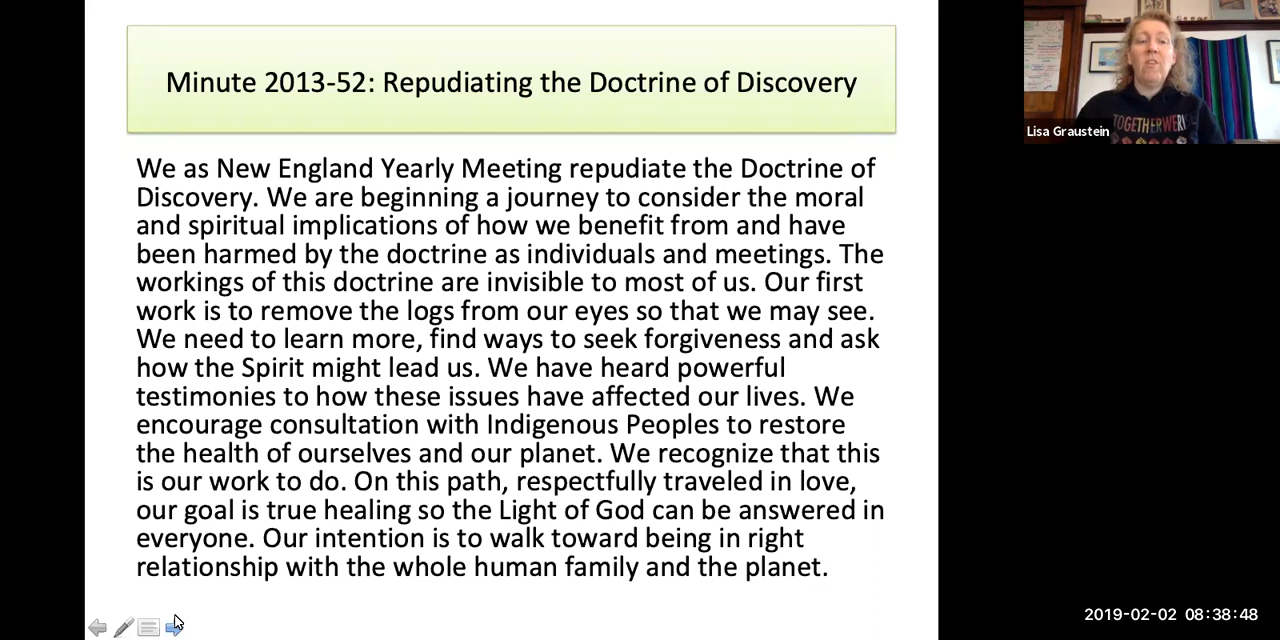 Minute 2013-52: Repudiating the Doctrine of Discovery
We as New England Yearly Meeting repudiate the Doctrine of
Discovery. We are beginning a journey to consider the moral
and spiritual implications of how we benefit from and have
been harmed by the doctrine as individuals and meetings. The
workings of this doctrine are invisible to most of us. Our first
work is to remove the logs from our eyes so that we may see.
We need to learn more, find ways to seek forgiveness and ask
how the Spirit might lead us. We have heard powerful
testimonies to how these issues have affected our lives. We
encourage consultation with Indigenous Peoples to restore
the health of ourselves and our planet. We recognize that this
is our work to do. On this path, respectfully traveled in love,
our goal is true healing so the Light of God can be answered in
everyone. Our intention is to walk toward being in right
relationship with the whole human family and the planet.
TOGETHERWER
Lisa Graustein
2019-02-02 08:38:48